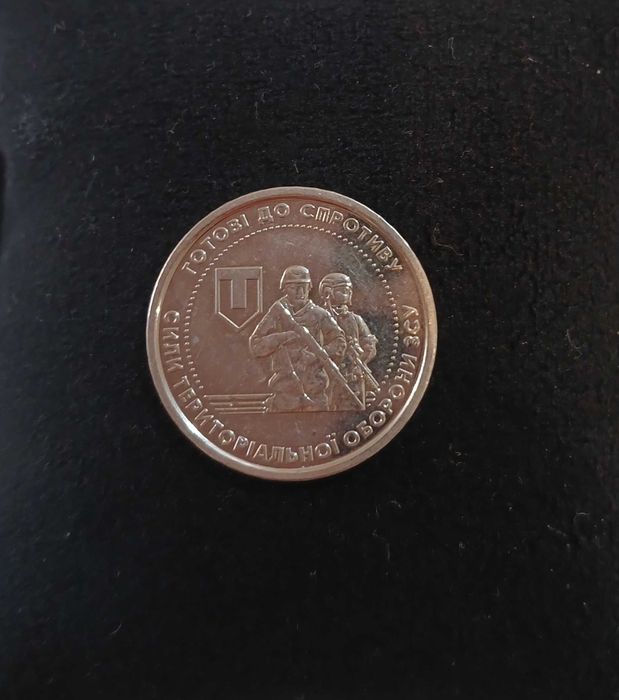 ГОТОВІ ДО СПРОТИВУ
СИЛИ ТЕРИТОРІАЛЬНОЇ ОБОРОНИ ЗСУ
Т